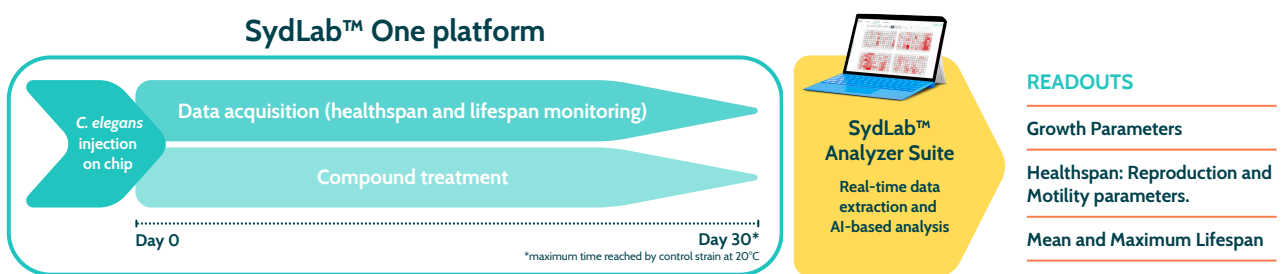 SydLab™ One platform
C. elegans
injection
on chip
Data acquisition (healthspan and lifespan monitoring)
Compound treatment
Day 0
Day 30*
*maximum time reached by control strain at 20°C
SydLab™
Analyzer Suite
Real-time data
extraction and
AI-based analysis
READOUTS
Growth Parameters
Healthspan: Reproduction and
Motility parameters.
Mean and Maximum Lifespan